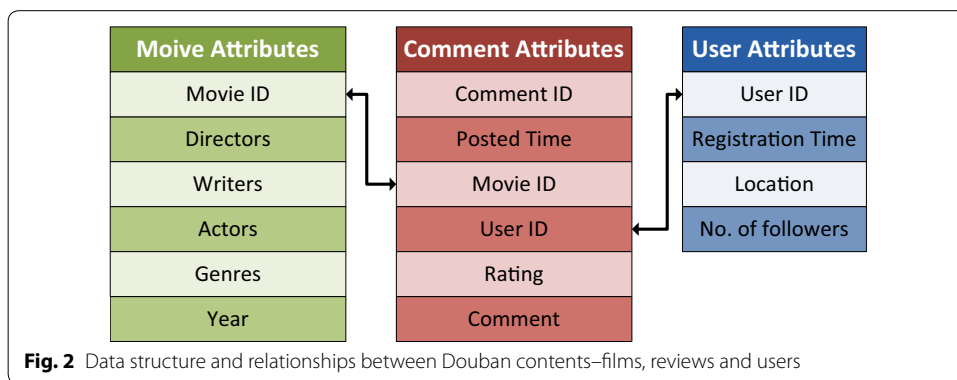 Moive Attributes
Movie ID
Directors
Writers
Actors
Genres
Year
Comment Attributes
Comment ID
Posted Time
Movie ID
User ID
Rating
Comment
User Attributes
User ID
Registration Time
Location
No. of followers
Fig. 2 Data structure and relationships between Douban contents–films, reviews and users